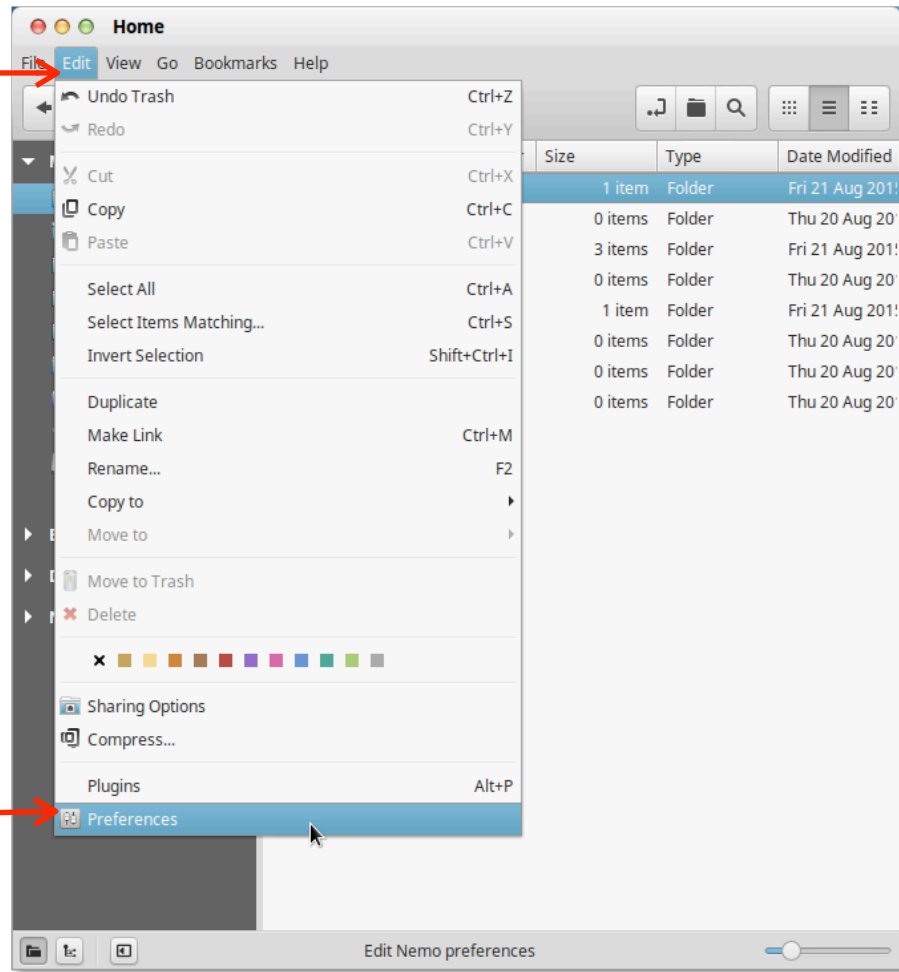 Home
File Edit View Go Bookmarks Help
Undo Trash Ctrl+Z
Redo Ctrl+Y
Cut Ctrl+X
Copy Ctrl+C
Paste Ctrl+V
Select All Ctrl+A
Select Items Matching... Ctrl+S
Invert Selection Shift+Ctrl+I
Duplicate
Make Link Ctrl+M
Rename... F2
Copy to
Move to
Move to Trash
Delete
Sharing Options
Compress...
Plugins Alt+P
Preferences
Size Type Date Modified
1 item Folder Fri 21 Aug 201
0 items Folder Thu 20 Aug 20
3 items Folder Fri 21 Aug 201
0 items Folder Thu 20 Aug 20
1 item Folder Fri 21 Aug 201
0 items Folder Thu 20 Aug 20
0 items Folder Thu 20 Aug 20
0 items Folder Thu 20 Aug 20
Edit Nemo preferences